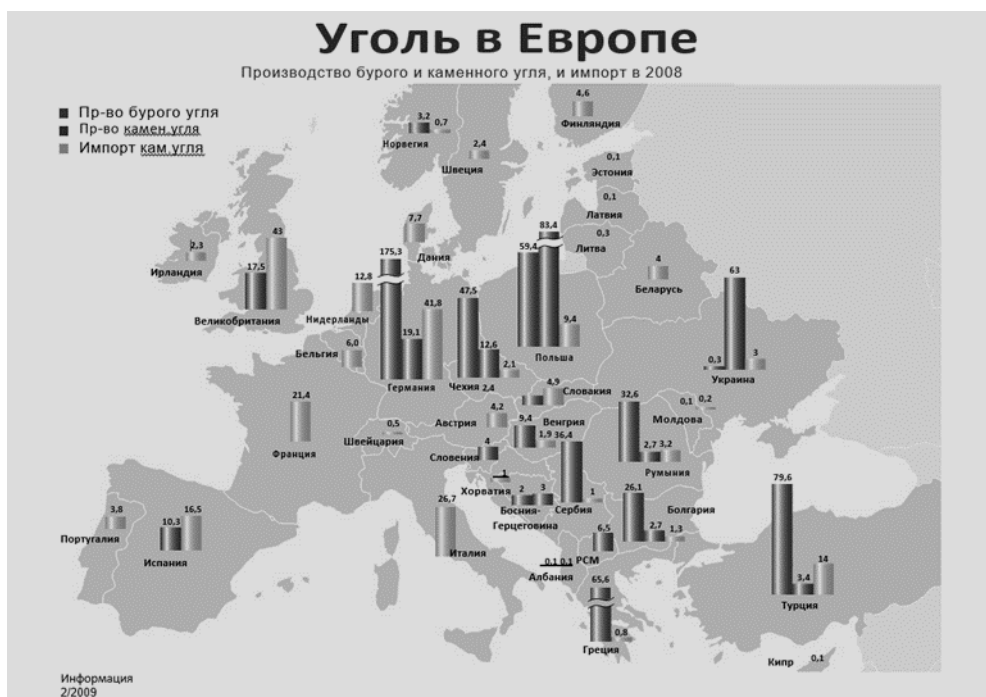 Уголь в Европе
Производство бурого и каменного угля, и импорт в 2008
Пр-во бурого угля
Пр-во камен.угля
Импорт кам.угля
4,6
Финляндия
3,2 0,7
Норвегия
2,4
Швеция
0,1
Эстония
0,1
Латвия
0,3
Литва
7,7
Дания
2,3
Ирландия
17,5 43
Великобритания
12,8
Нидерланды
6,0
Бельгия
175,3 19,1 41,8
Германия
47,5 12,6 2,1
Чехия
59,4 83,4 9,4
Польша
4
Беларусь
0,3 63 3
Украина
2,4 4,9
Словакия
21,4
Франция
0,5
Швейцария
4,2
Австрия
9,4 1,9
Венгрия
4
Словения
1
Хорватия
2 3
Босния-
Герцеговина
36,4 1
Сербия
32,6 2,7 3,2
Румыния
0,1 0,2
Молдова
26,1 2,7 1,3
Болгария
3,8
Португалия
10,3 16,5
Испания
26,7
Италия
6,5
РСМ
0,1 0,1
Албания
65,6 0,8
Греция
79,6 3,4 14
Турция
0,1
Кипр
Информация
2/2009